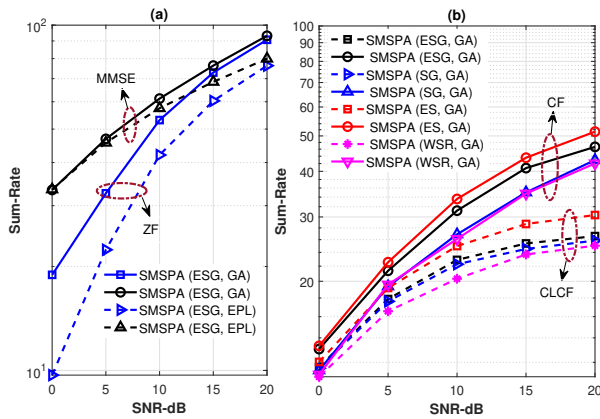 (a)
10^2
10^1
Sum-Rate
MMSE
ZF
SMSPA (ESG, GA)
SMSPA (ESG, GA)
SMSPA (ESG, EPL)
SMSPA (ESG, EPL)
0 5 10 15 20
SNR-dB
(b)
100
90
80
70
60
50
40
30
20
Sum-Rate
SMSPA (ESG, GA)
SMSPA (ESG, GA)
SMSPA (SG, GA)
SMSPA (SG, GA)
SMSPA (ES, GA)
SMSPA (ES, GA)
SMSPA (WSR, GA)
SMSPA (WSR, GA)
CF
CLCF
0 5 10 15 20
SNR-dB